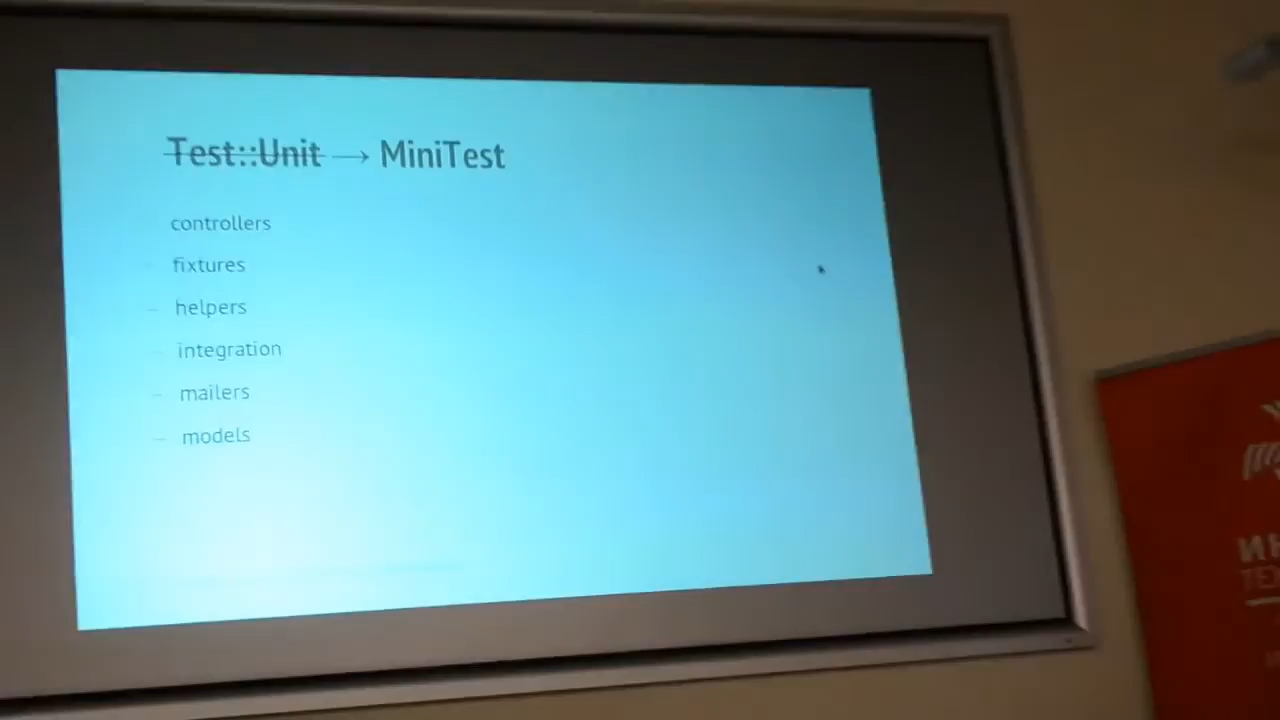 Test::Unit → MiniTest
controllers
– fixtures
– helpers
– integration
– mailers
– models